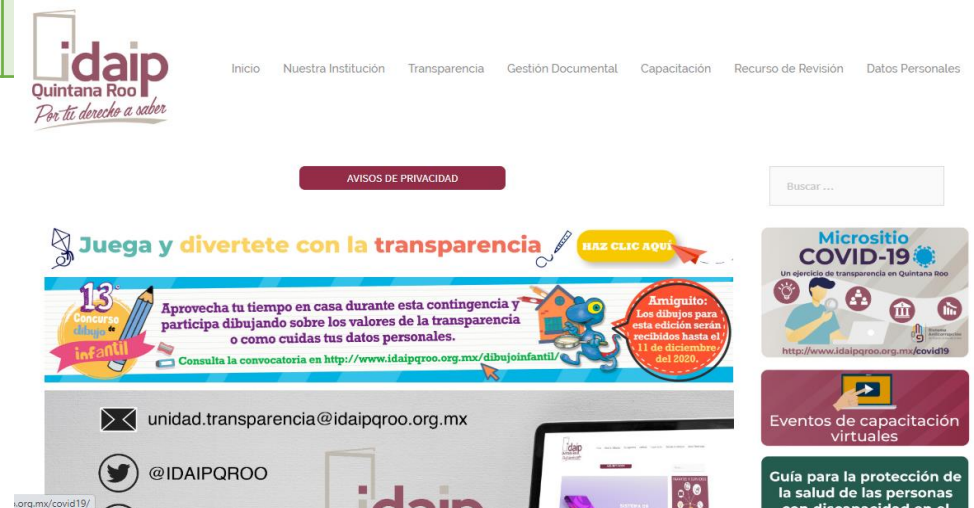 idaip
Quintana Roo
Por tu derecho a saber
Inicio Nuestra Institución Transparencia Gestión Documental Capacitación Recurso de Revisión Datos Personales
AVISOS DE PRIVACIDAD
Buscar ...
Juega y divertete con la transparencia
HAZ CLIC AQUÍ
13°
Concurso
dibujo de
infantil
Aprovecha tu tiempo en casa durante esta contingencia y
participa dibujando sobre los valores de la transparencia
o como cuidas tus datos personales.
Consulta la convocatoria en http://www.idaipqroo.org.mx/dibujoinfantil/
Amiguito:
Los dibujos para
esta edición serán
recibidos hasta el
11 de diciembre
del 2020.
Micrositio
COVID-19
Un ejercicio de transparencia en Quintana Roo
http://www.idaipqroo.org.mx/covid19
Eventos de capacitación
virtuales
unidad.transparencia@idaipqroo.org.mx
@IDAIPQROO
idaip
idaip
Guía para la protección de
la salud de las personas
con discapacidad en el
.org.mx/covid19/